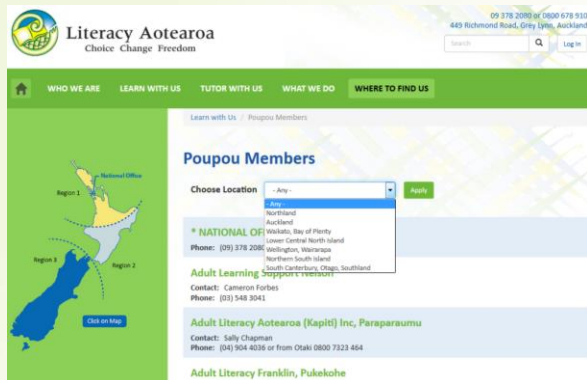 Literacy Aotearoa
Choice Change Freedom
09 378 2080 or 0800 678 910
449 Richmond Road, Grey Lynn, Auckland
Search
Log In
WHO WE ARE LEARN WITH US TUTOR WITH US WHAT WE DO WHERE TO FIND US
Learn with Us / Poupou Members
National Office
Region 1
Region 3
Region 2
Click on Map
Poupou Members
Choose Location - Any - Apply
- Any -
Northland
Auckland
Waikato, Bay of Plenty
Lower Central North Island
Wellington, Wairarapa
Northern South Island
South Canterbury, Otago, Southland
* NATIONAL OF
Phone: (09) 378 2080
Adult Learning Support Nelson
Contact: Cameron Forbes
Phone: (03) 548 3041
Adult Literacy Aotearoa (Kapiti) Inc, Paraparaumu
Contact: Sally Chapman
Phone: (04) 904 4036 or from Otaki 0800 7323 464
Adult Literacy Franklin, Pukekohe